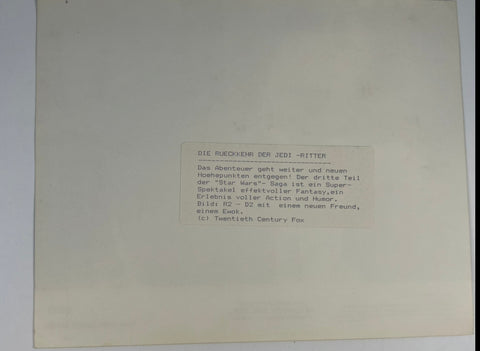 DIE RUECKKEHR DER JEDI -RITTER
--------------------------------
Das Abenteuer geht weiter und neuen
Hoehepunkten entgegen! Der dritte Teil
der "Star Wars"- Saga ist ein Super-
Spektakel effektvoller Fantasy,ein
Erlebnis voller Action und Humor.
Bild: R2 - D2 mit einem neuen Freund,
einem Ewok.
(c) Twentieth Century Fox